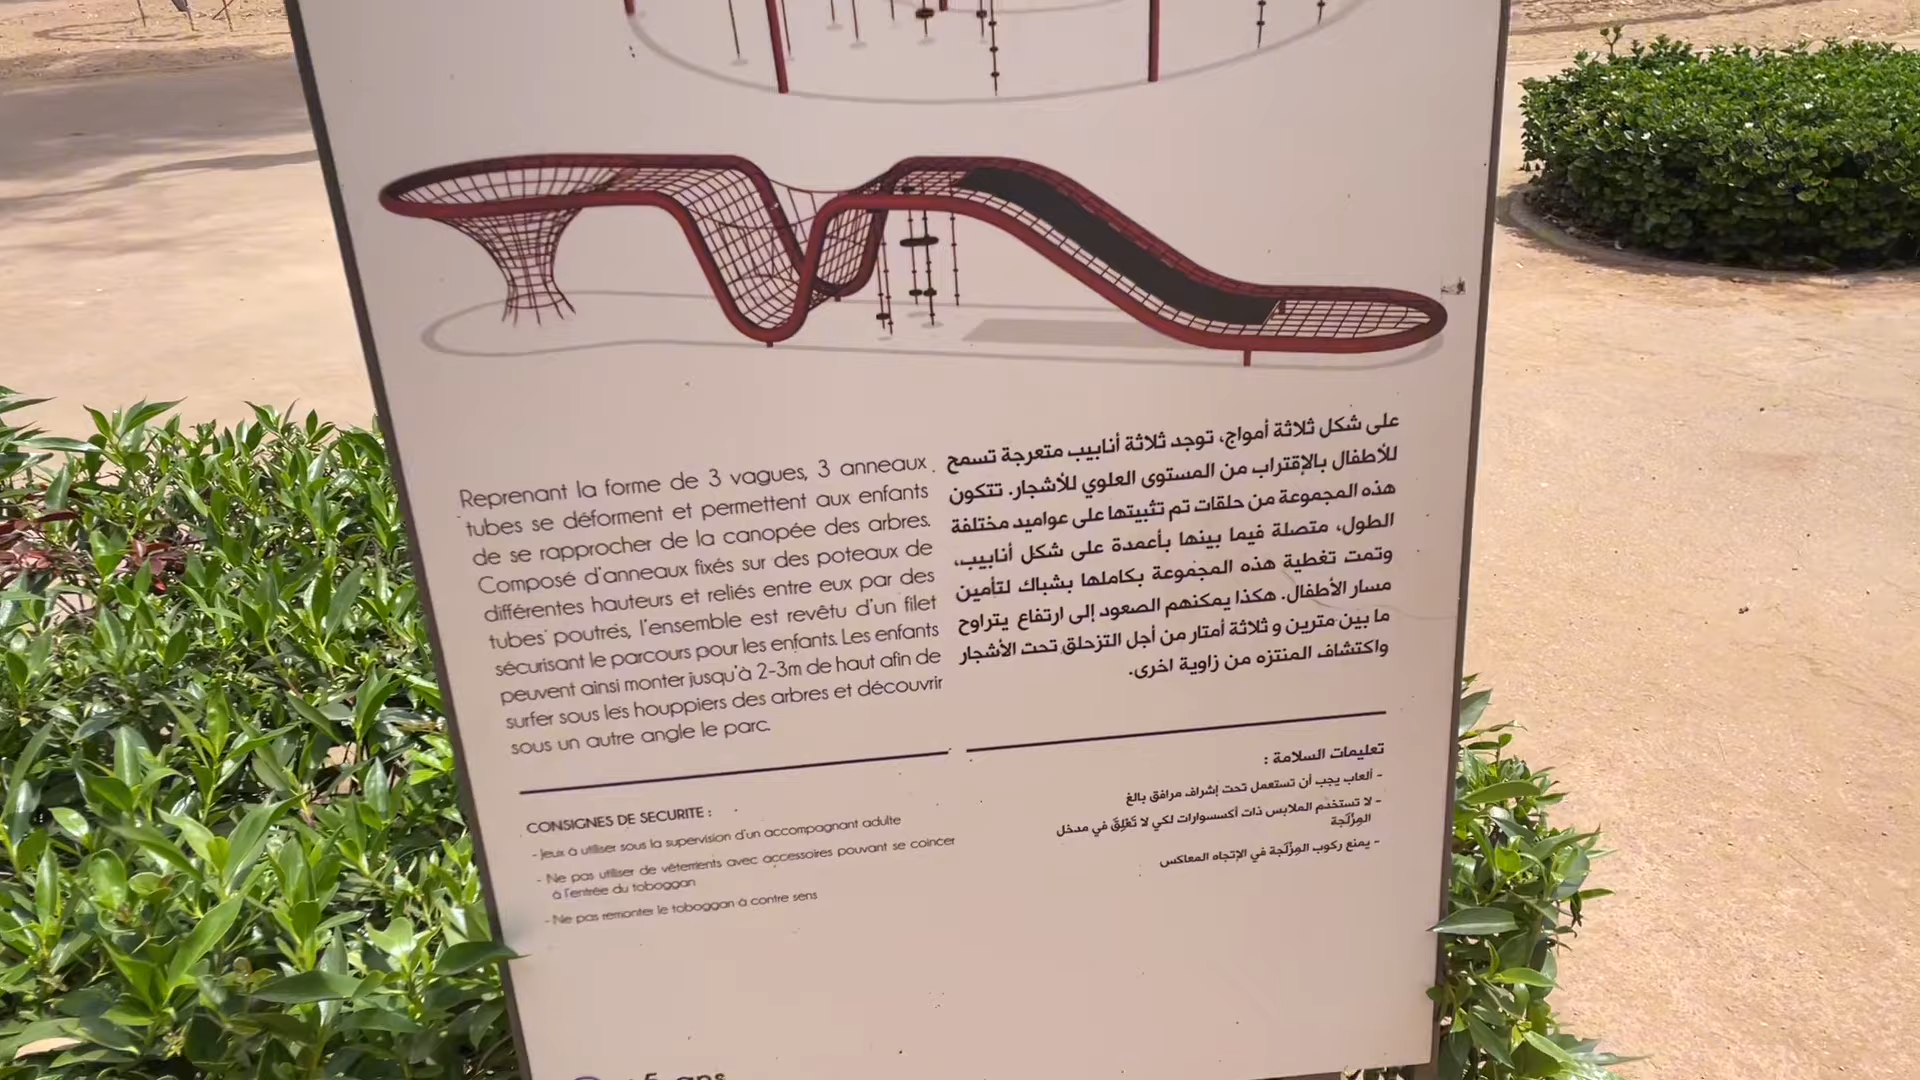 Reprenant la forme de 3 vagues, 3 anneaux
tubes se déforment et permettent aux enfants
de se rapprocher de la canopée des arbres.
Composé d'anneaux fixés sur des poteaux de
différentes hauteurs et reliés entre eux par des
tubes poutres, l'ensemble est revêtu d'un filet
sécurisant le parcours pour les enfants. Les enfants
peuvent ainsi monter jusqu'à 2-3m de haut afin de
surfer sous les houppiers des arbres et découvrir
sous un autre angle le parc.
على شكل ثلاثة أمواج، توجد ثلاثة أنابيب متعرجة تسمح
للأطفال بالإقتراب من المستوى العلوي للأشجار. تتكون
هذه المجموعة من حلقات تم تثبيتها على عواميد مختلفة
الطول، متصلة فيما بينها بأعمدة على شكل أنابيب،
وتمت تغطية هذه المجموعة بكاملها بشباك لتأمين
مسار الأطفال. هكذا يمكنهم الصعود إلى ارتفاع يتراوح
ما بين مترين و ثلاثة أمتار من أجل التزحلق تحت الأشجار
واكتشاف المنتزه من زاوية اخرى.
CONSIGNES DE SECURITE :
- Jeux à utiliser sous la supervision d'un accompagnant adulte
- Ne pas utiliser de vêtements avec accessoires pouvant se coincer
à l'entrée du toboggan
- Ne pas remonter le toboggan à contre sens
تعليمات السلامة :
- ألعاب يجب أن تستعمل تحت إشراف مرافق بالغ
- لا تستخدم الملابس ذات أكسسوارات لكي لا تَعْلِقَ في مدخل
المِزْلَجة
- يمنع ركوب المِزْلَجة في الإتجاه المعاكس